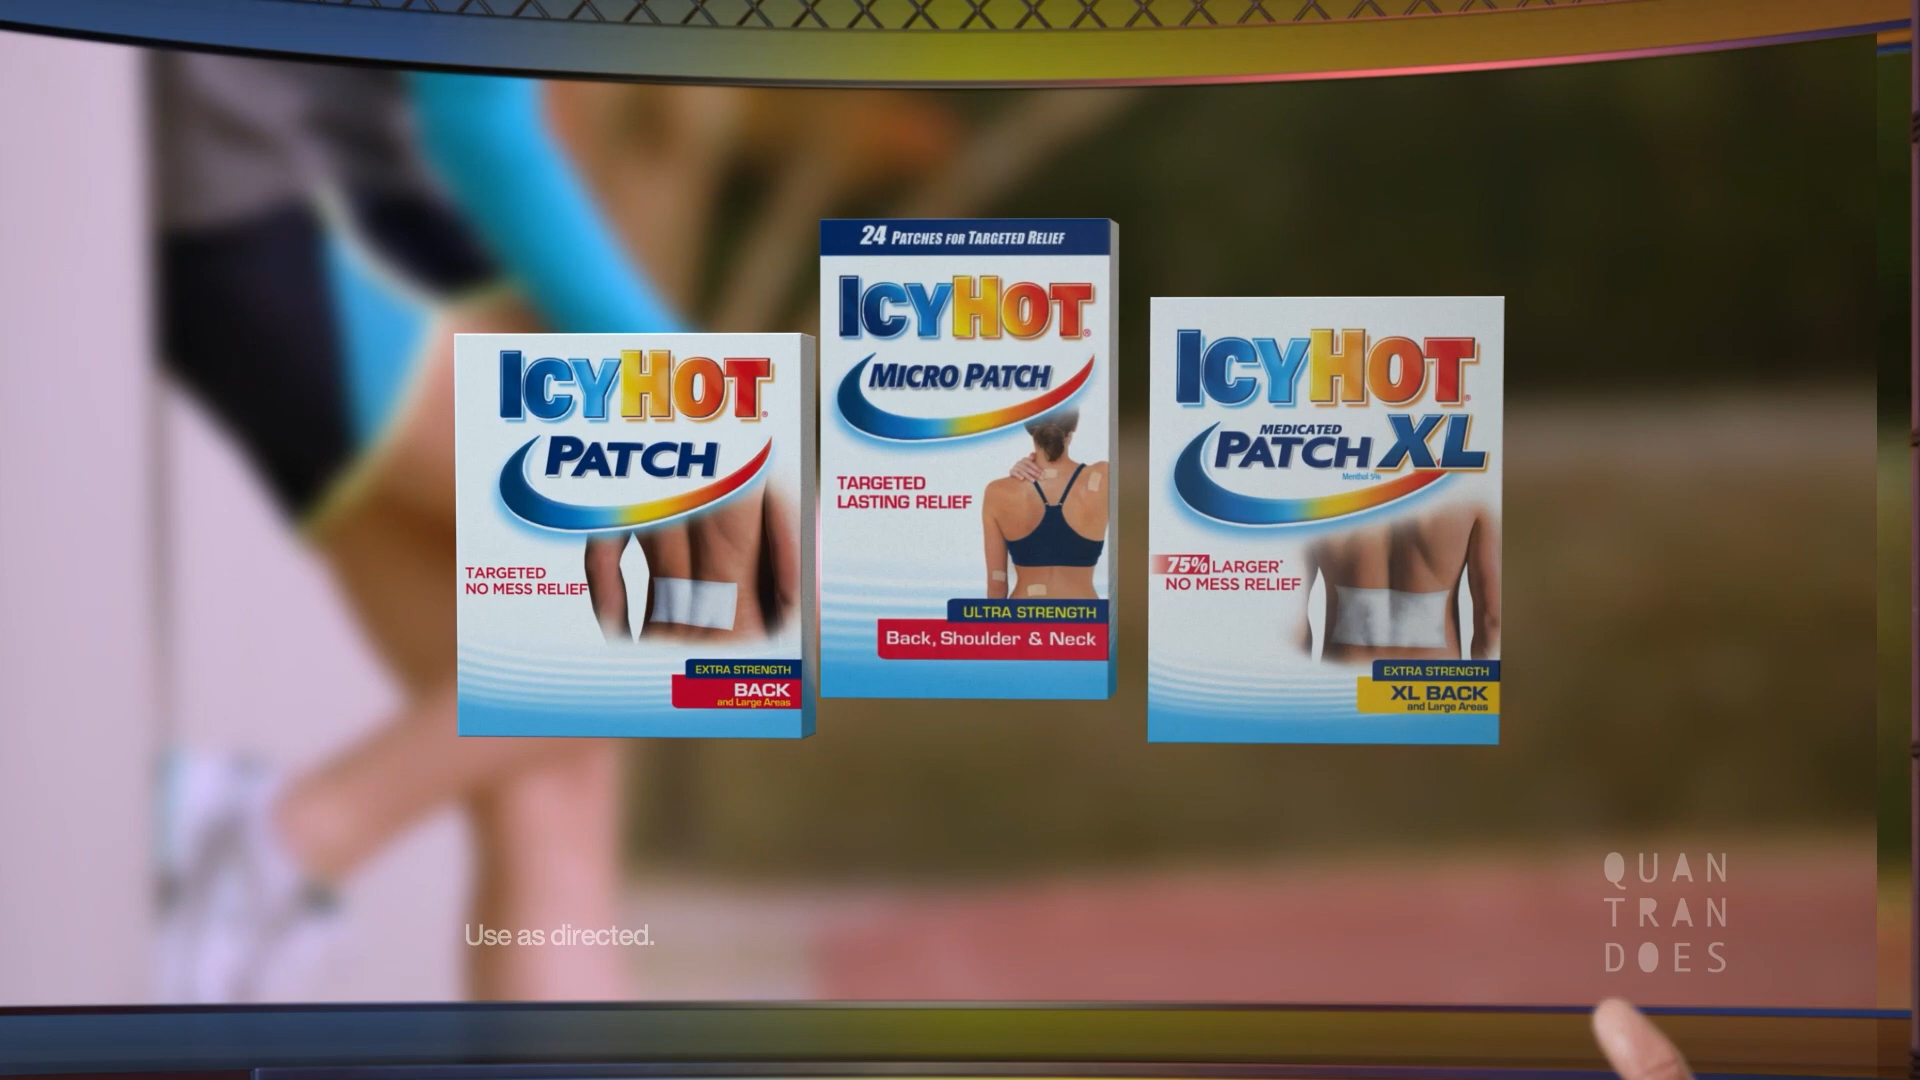 ICYHOT®
PATCH
TARGETED
NO MESS RELIEF
EXTRA STRENGTH
BACK
and Large Areas
24 PATCHES FOR TARGETED RELIEF
ICYHOT®
MICRO PATCH
TARGETED
LASTING RELIEF
ULTRA STRENGTH
Back, Shoulder & Neck
ICYHOT®
MEDICATED
PATCH XL
Menthol 5%
75% LARGER*
NO MESS RELIEF
EXTRA STRENGTH
XL BACK
and Large Areas
Use as directed.
QUAN
TRAN
DOES